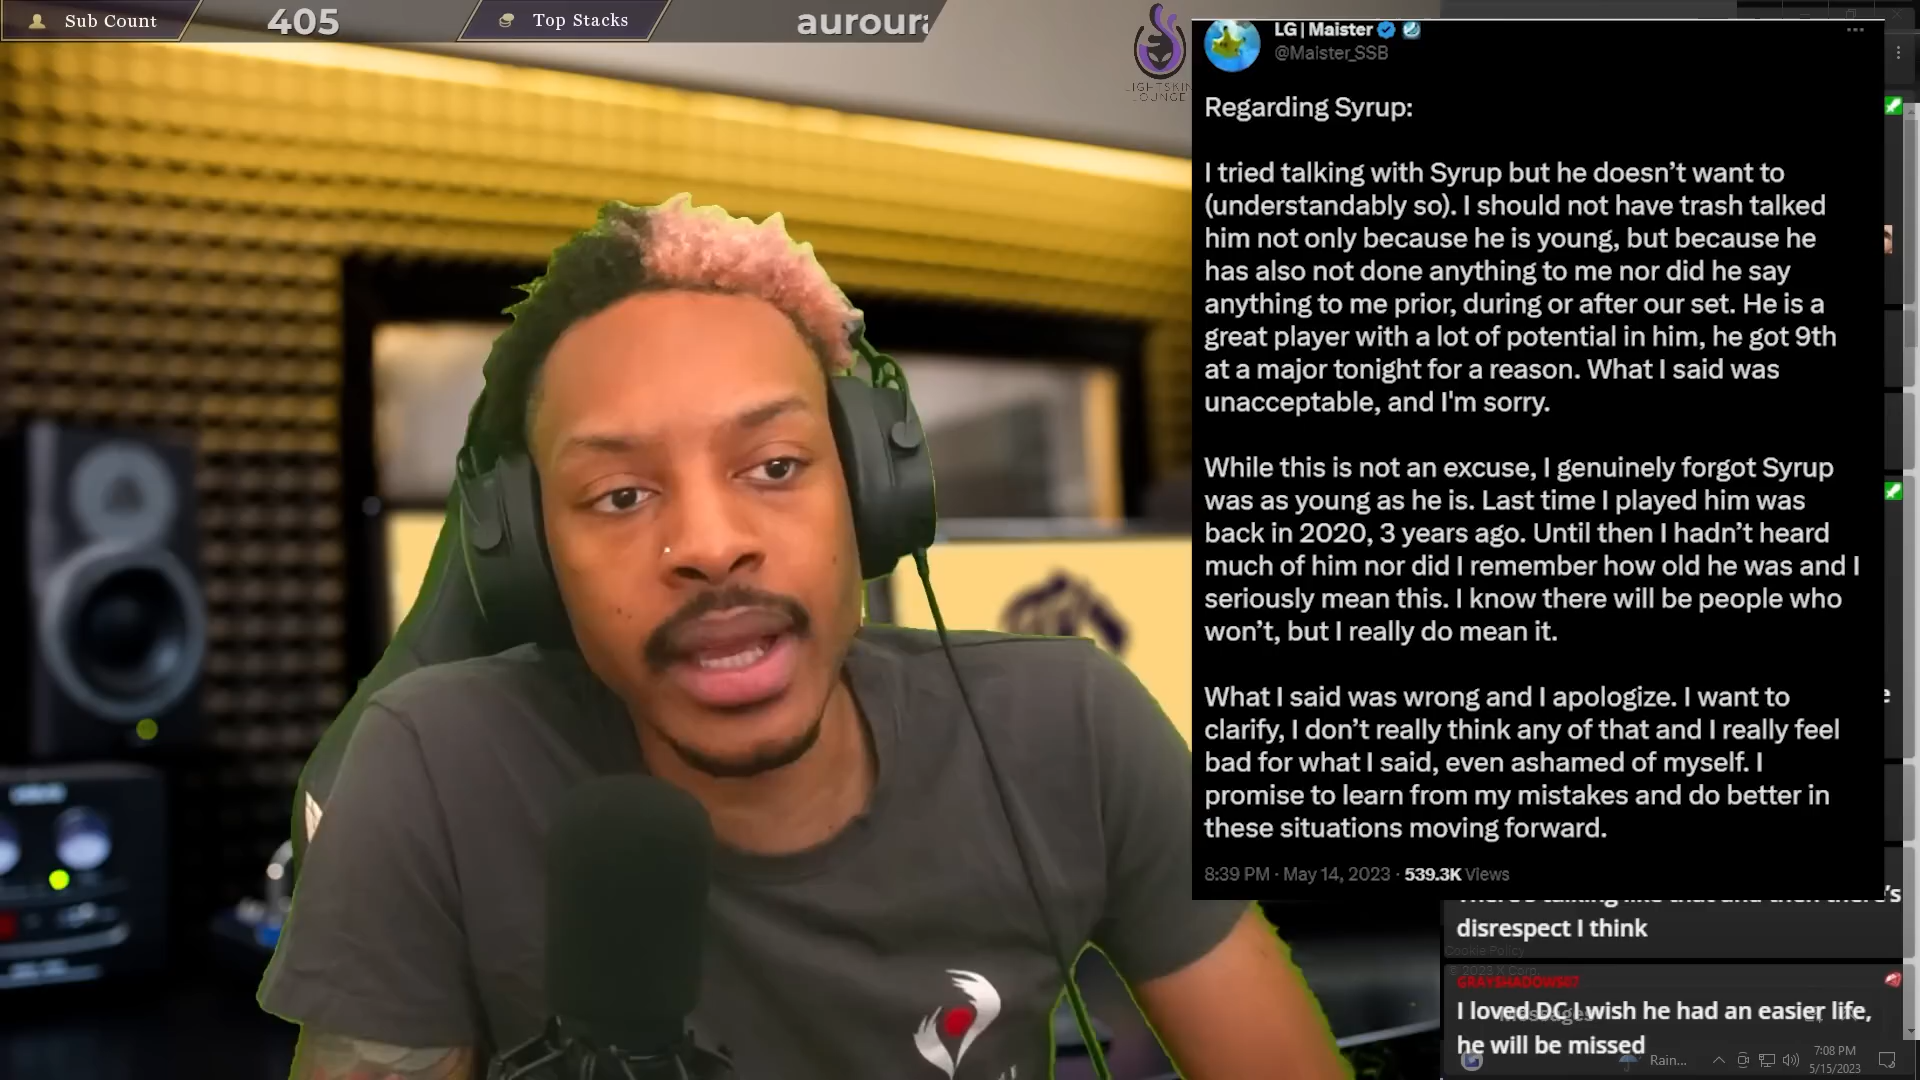 Sub Count
405
Top Stacks
LG | Maister
@Maister_SSB
LOUNGE
Regarding Syrup:
I tried talking with Syrup but he doesn’t want to
(understandably so). I should not have trash talked
him not only because he is young, but because he
has also not done anything to me nor did he say
anything to me prior, during or after our set. He is a
great player with a lot of potential in him, he got 9th
at a major tonight for a reason. What I said was
unacceptable, and I'm sorry.
While this is not an excuse, I genuinely forgot Syrup
was as young as he is. Last time I played him was
back in 2020, 3 years ago. Until then I hadn’t heard
much of him nor did I remember how old he was and I
seriously mean this. I know there will be people who
won’t, but I really do mean it.
What I said was wrong and I apologize. I want to
clarify, I don’t really think any of that and I really feel
bad for what I said, even ashamed of myself. I
promise to learn from my mistakes and do better in
these situations moving forward.
8:39 PM · May 14, 2023 · 539.3K Views
disrespect I think
Cookie Policy
© 2023 X Corp.
GRAYSHADOWS07
I loved DC I wish he had an easier life,
Messages
he will be missed
Rain...
7:08 PM
5/15/2023